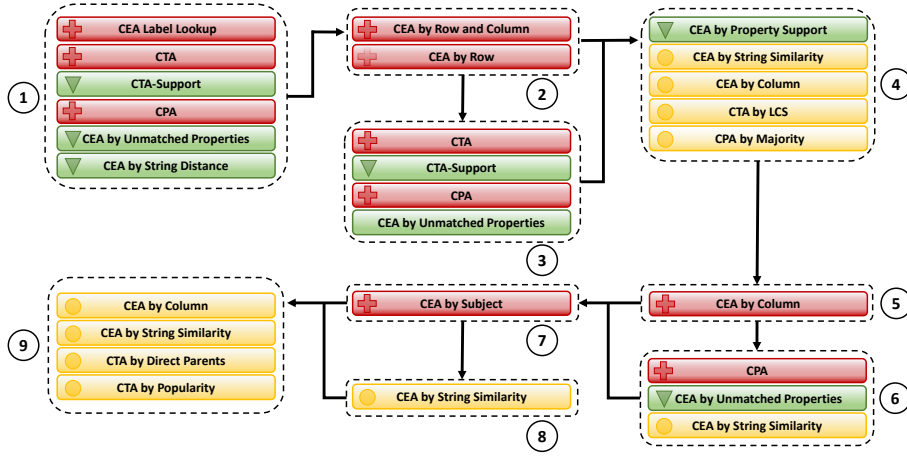 CEA Label Lookup
CTA
CTA-Support
CPA
CEA by Unmatched Properties
CEA by String Distance
1
CEA by Row and Column
CEA by Row
2
CTA
CTA-Support
CPA
CEA by Unmatched Properties
3
CEA by Property Support
CEA by String Similarity
CEA by Column
CTA by LCS
CPA by Majority
4
CEA by Column
5
CPA
CEA by Unmatched Properties
CEA by String Similarity
6
CEA by Subject
7
CEA by String Similarity
8
CEA by Column
CEA by String Similarity
CTA by Direct Parents
CTA by Popularity
9